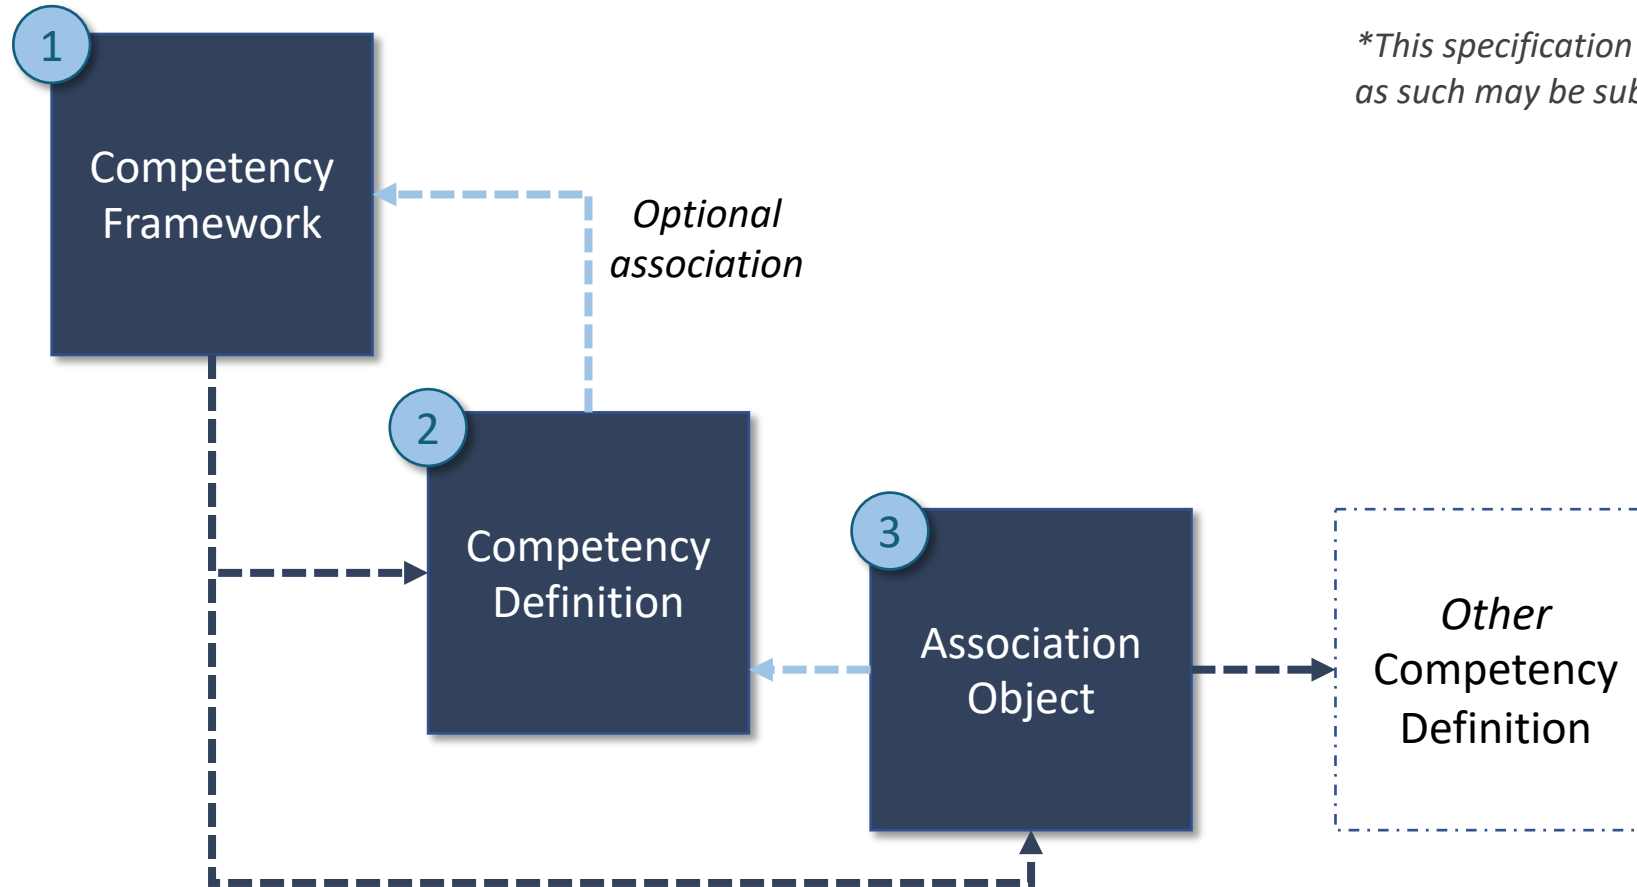 1
*This specification
as such may be sub
Competency
Framework
Optional
association
2
Competency
Definition
3
Association
Object
Other
Competency
Definition